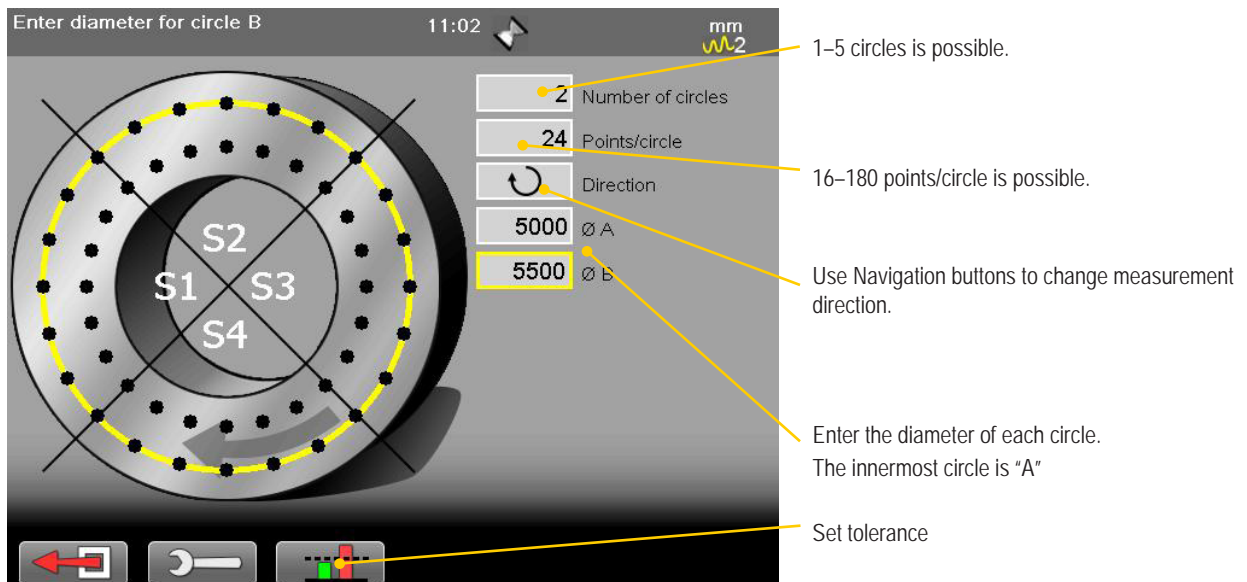 Enter diameter for circle B
11:02
mm
2
1–5 circles is possible.
2 Number of circles
24 Points/circle
16–180 points/circle is possible.
Direction
5000 Ø A
5500 Ø B
Use Navigation buttons to change measurement
direction.
S2
S1 S3
S4
Enter the diameter of each circle.
The innermost circle is “A”
Set tolerance